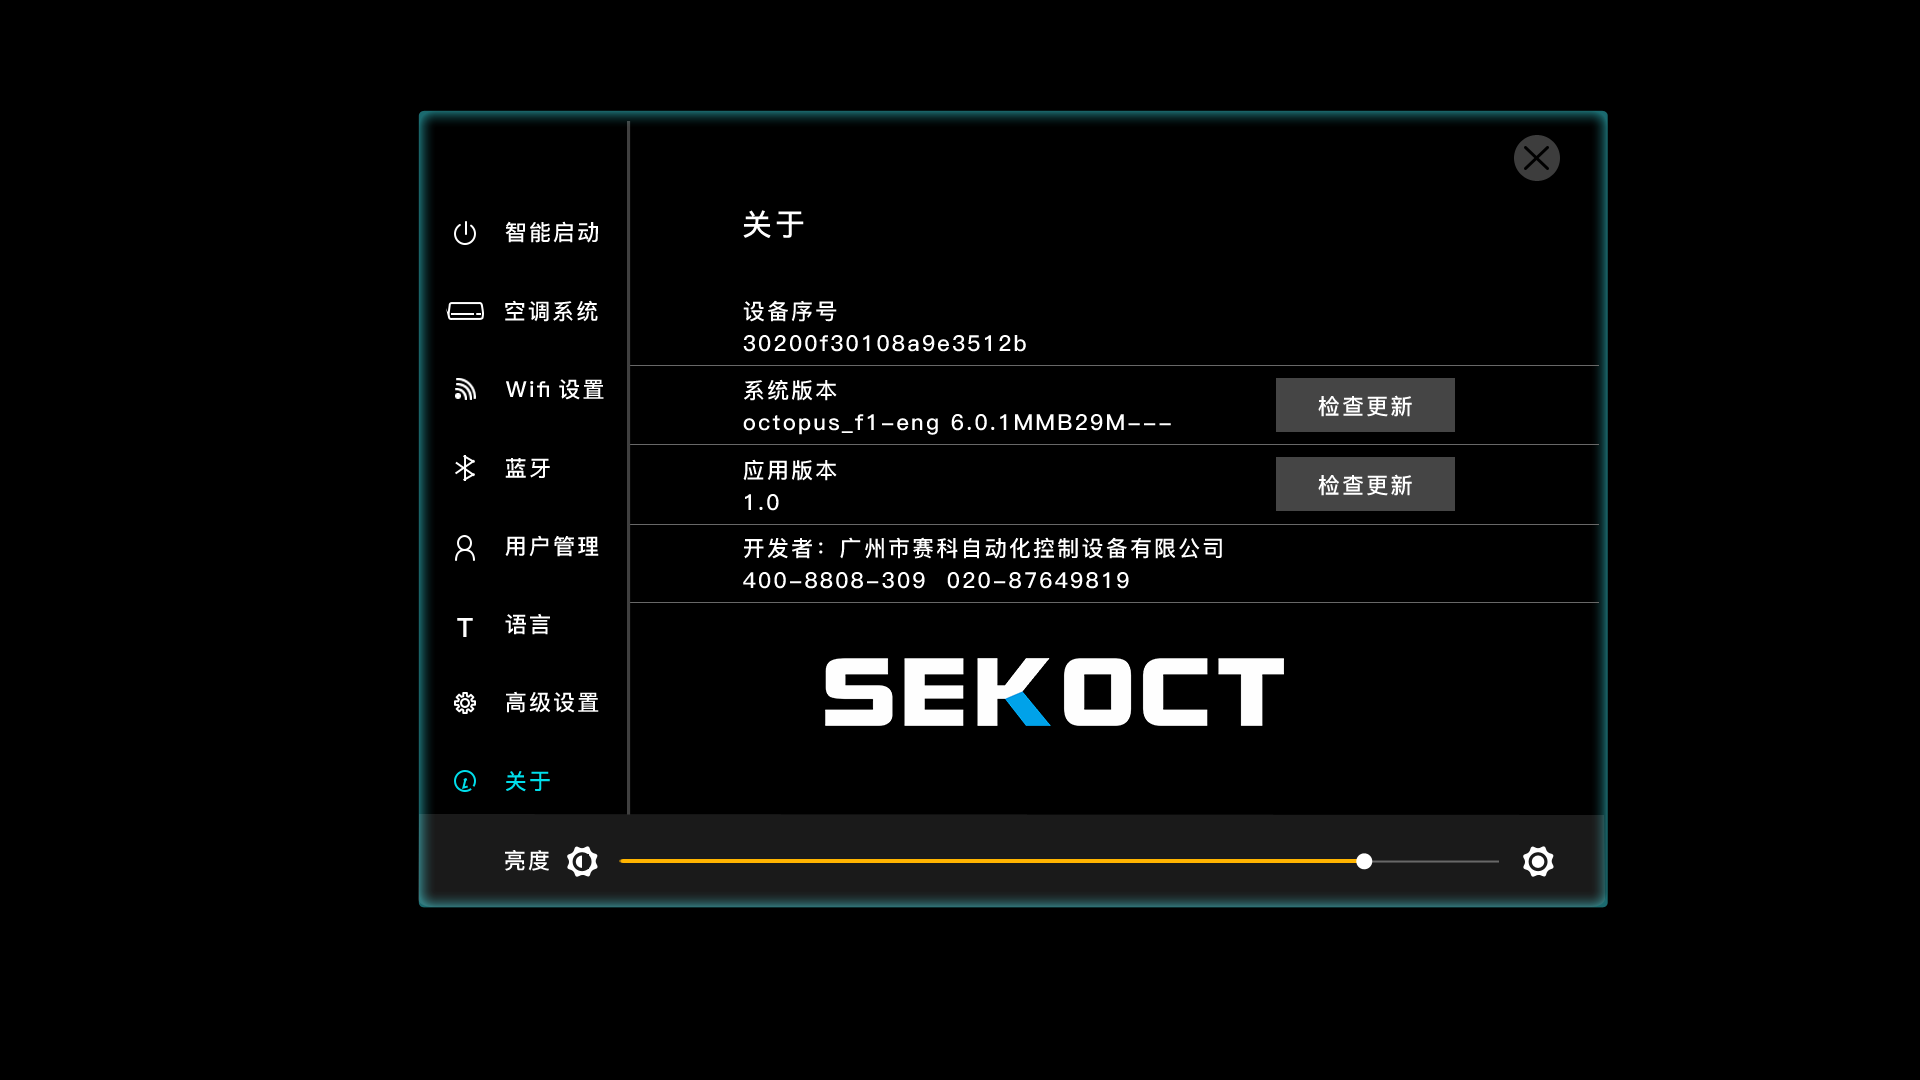 智能启动
空调系统
Wifi 设置
蓝牙
用户管理
T 语言
高级设置
关于
关于
设备序号
30200f30108a9e3512b
系统版本
octopus_f1-eng 6.0.1MMB29M---
检查更新
应用版本
1.0
检查更新
开发者：广州市赛科自动化控制设备有限公司
400-8808-309 020-87649819
SEKOCT
亮度